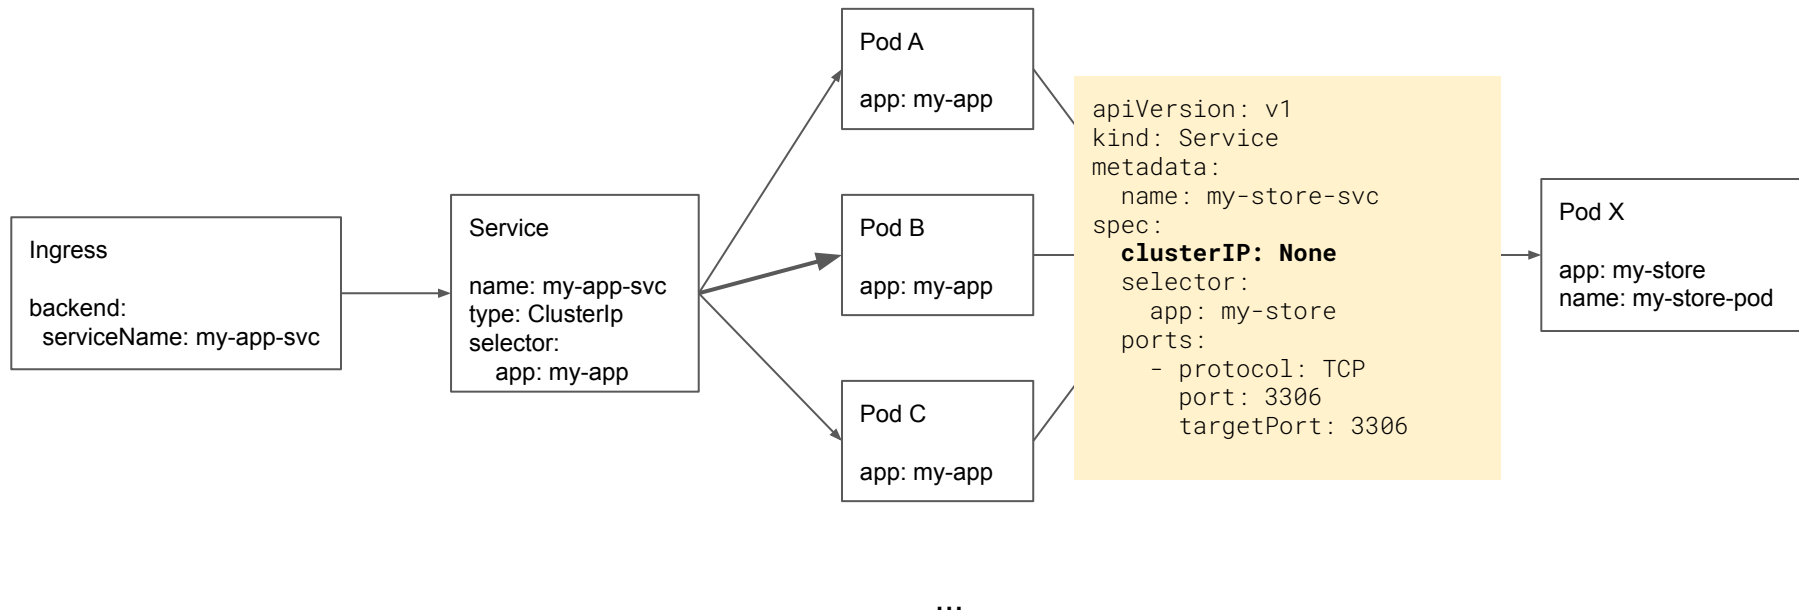 Ingress
backend:
serviceName: my-app-svc
Service
name: my-app-svc
type: ClusterIp
selector:
app: my-app
Pod A
app: my-app
Pod B
app: my-app
Pod C
app: my-app
apiVersion: v1
kind: Service
metadata:
name: my-store-svc
spec:
clusterIP: None
selector:
app: my-store
ports:
- protocol: TCP
port: 3306
targetPort: 3306
Pod X
app: my-store
name: my-store-pod
...